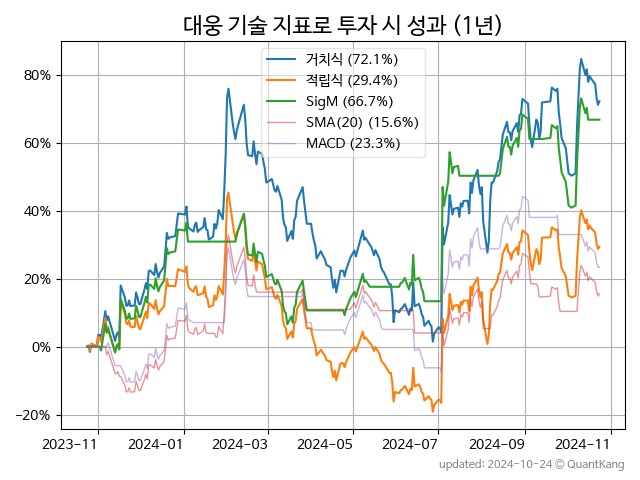 대웅 기술 지표로 투자 시 성과 (1년)
거치식 (72.1%)
적립식 (29.4%)
SigM (66.7%)
SMA(20) (15.6%)
MACD (23.3%)
80%
60%
40%
20%
0%
−20%
2023-11 2024-01 2024-03 2024-05 2024-07 2024-09 2024-11
updated: 2024-10-24 © QuantKang